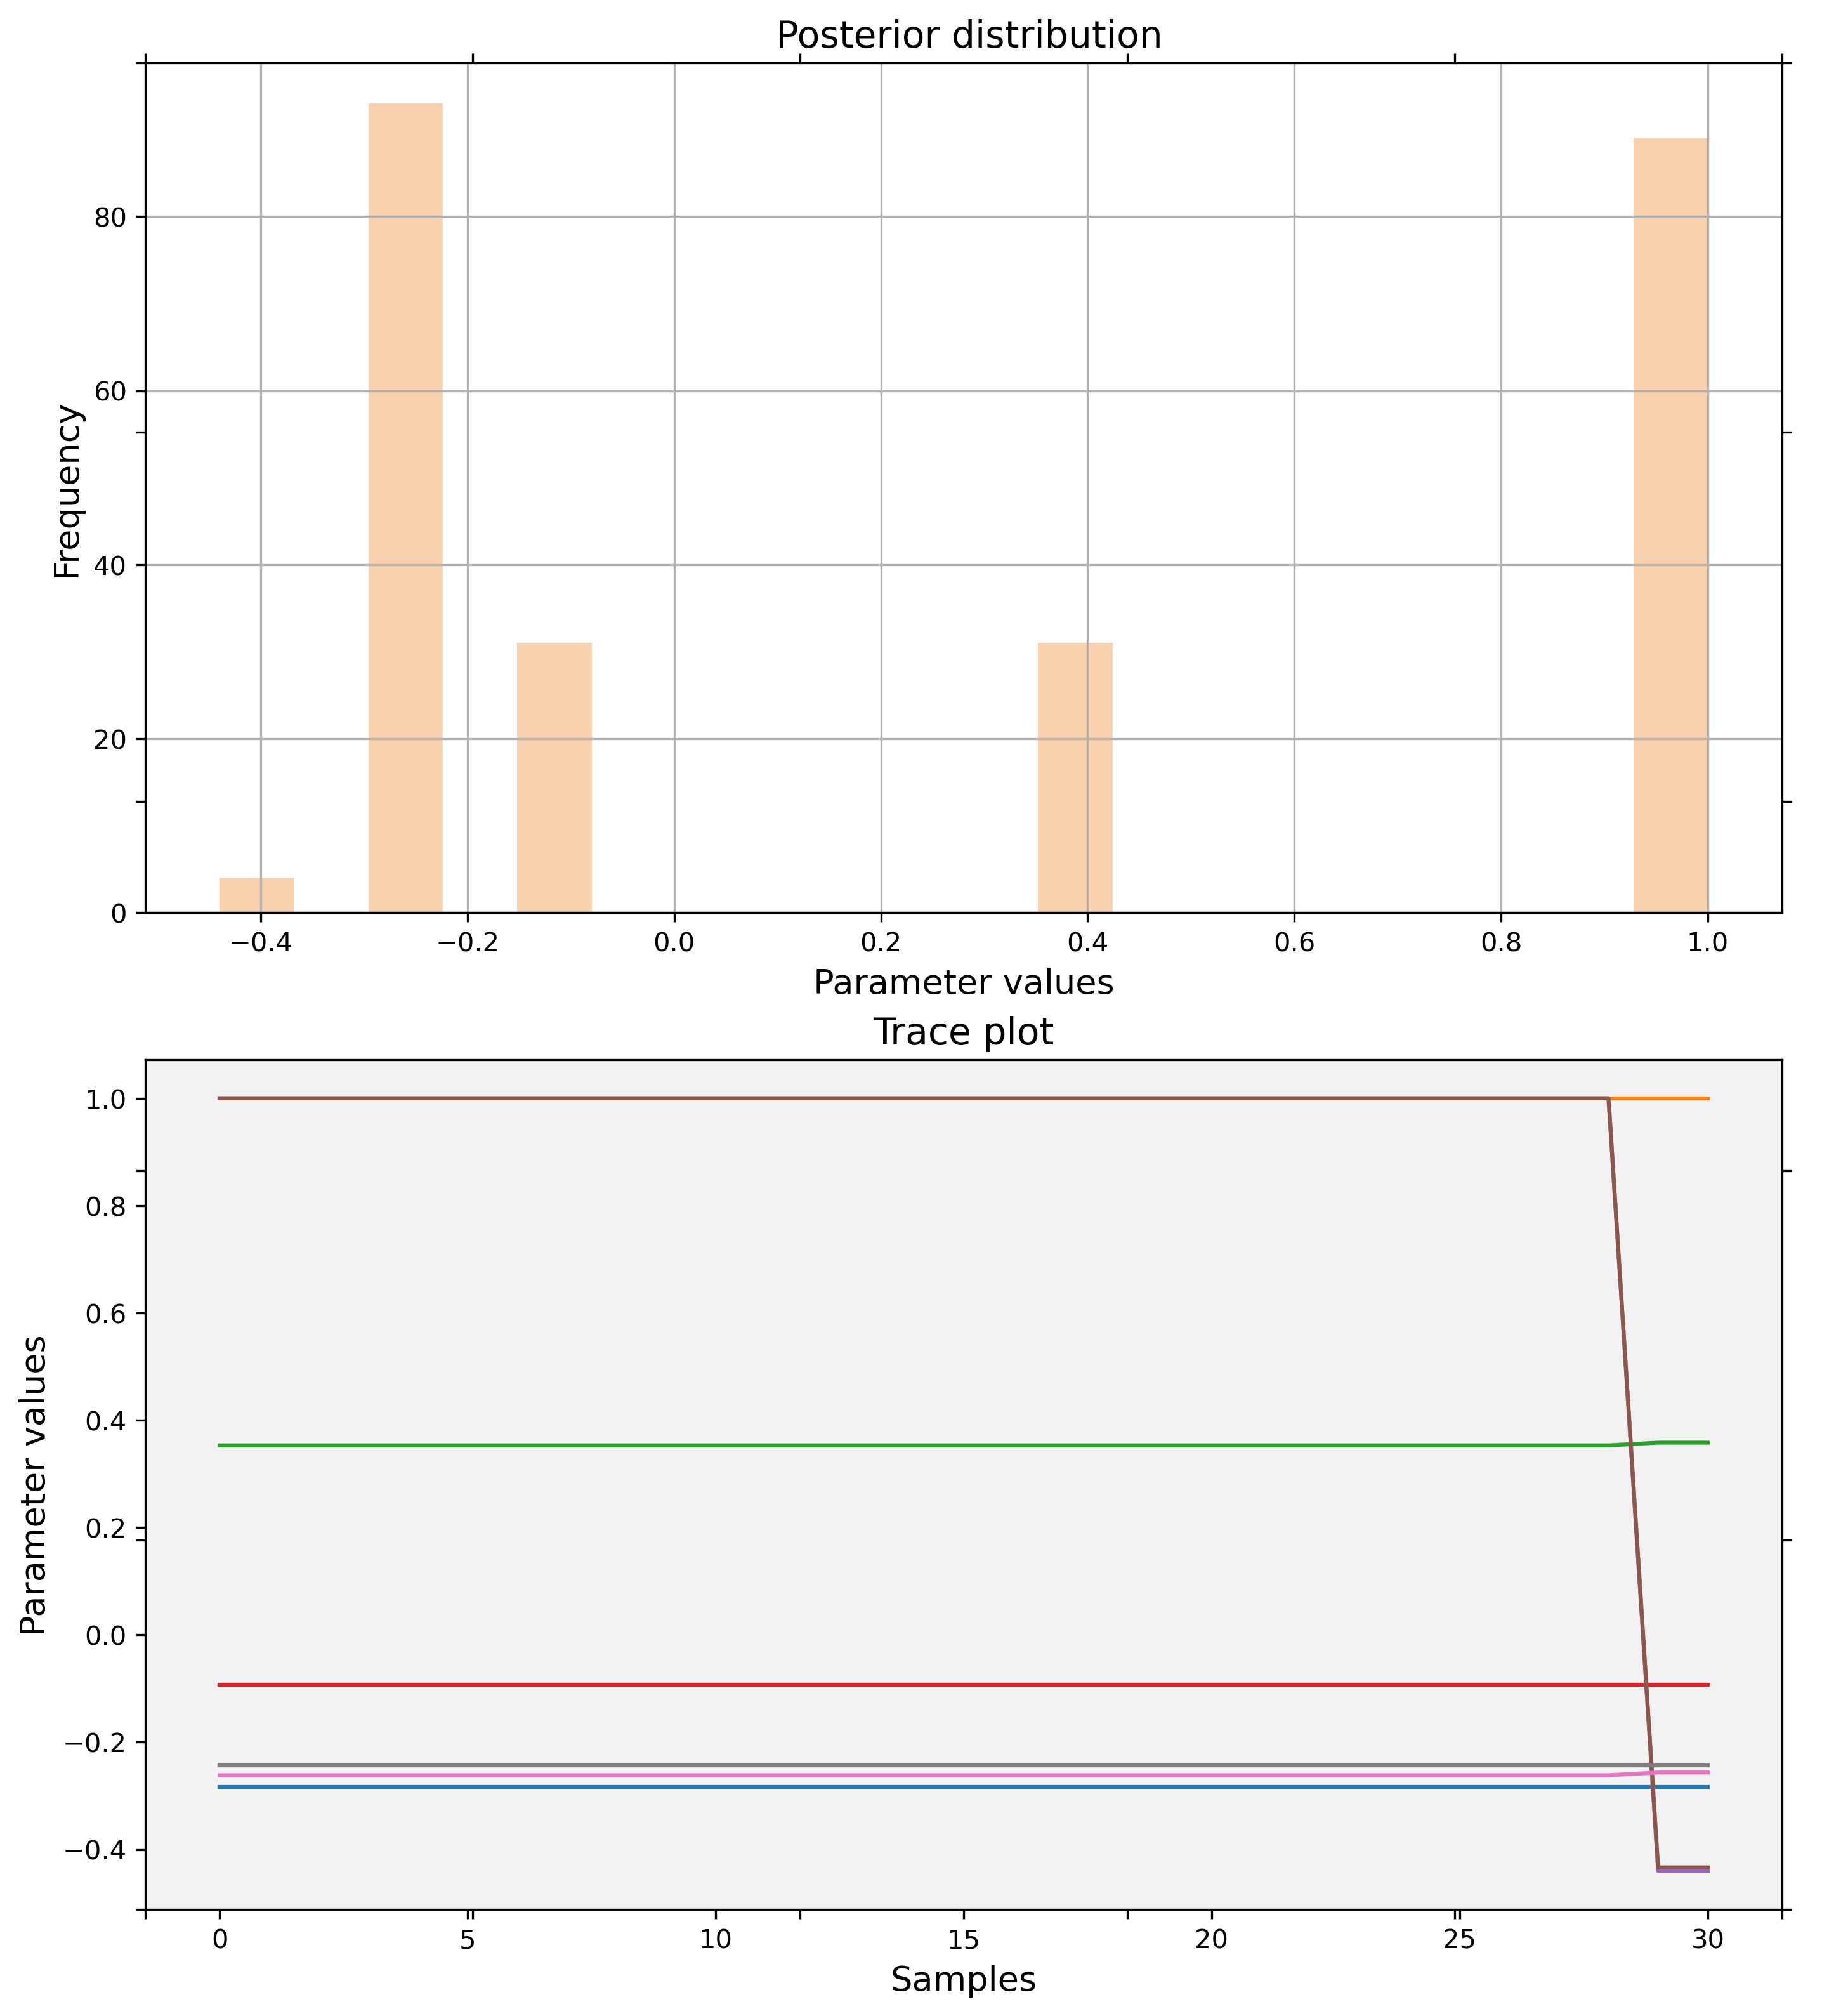 Posterior distribution
Frequency
80
60
40
20
0
−0.4 −0.2 0.0 0.2 0.4 0.6 0.8 1.0
Parameter values
Trace plot
Parameter values
1.0
0.8
0.6
0.4
0.2
0.0
−0.2
−0.4
0 5 10 15 20 25 30
Samples